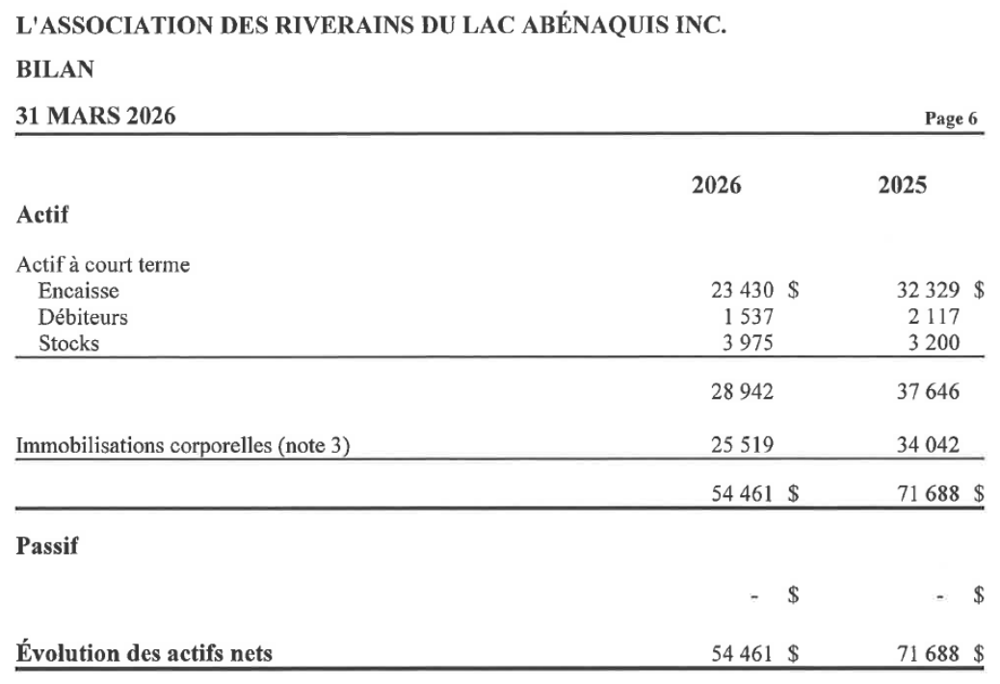 L'ASSOCIATION DES RIVERAINS DU LAC ABÉNAQUIS INC.
BILAN
31 MARS 2026 Page 6
2026 2025
Actif
Actif à court terme
Encaisse 23 430 $ 32 329 $
Débiteurs 1 537 2 117
Stocks 3 975 3 200
28 942 37 646
Immobilisations corporelles (note 3) 25 519 34 042
54 461 $ 71 688 $
Passif
- $ - $
Évolution des actifs nets 54 461 $ 71 688 $